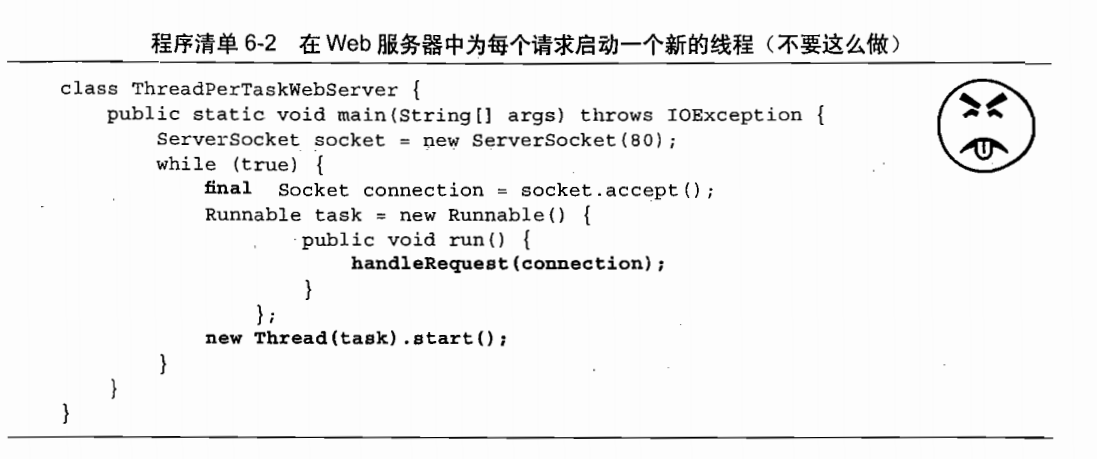 程序清单 6-2 在 Web 服务器中为每个请求启动一个新的线程（不要这么做）
class ThreadPerTaskWebServer {
    public static void main(String[] args) throws IOException {
        ServerSocket socket = new ServerSocket(80);
        while (true) {
            final  Socket connection = socket.accept();
            Runnable task = new Runnable() {
                    public void run() {
                        handleRequest(connection);
                    }
                };
            new Thread(task).start();
        }
    }
}